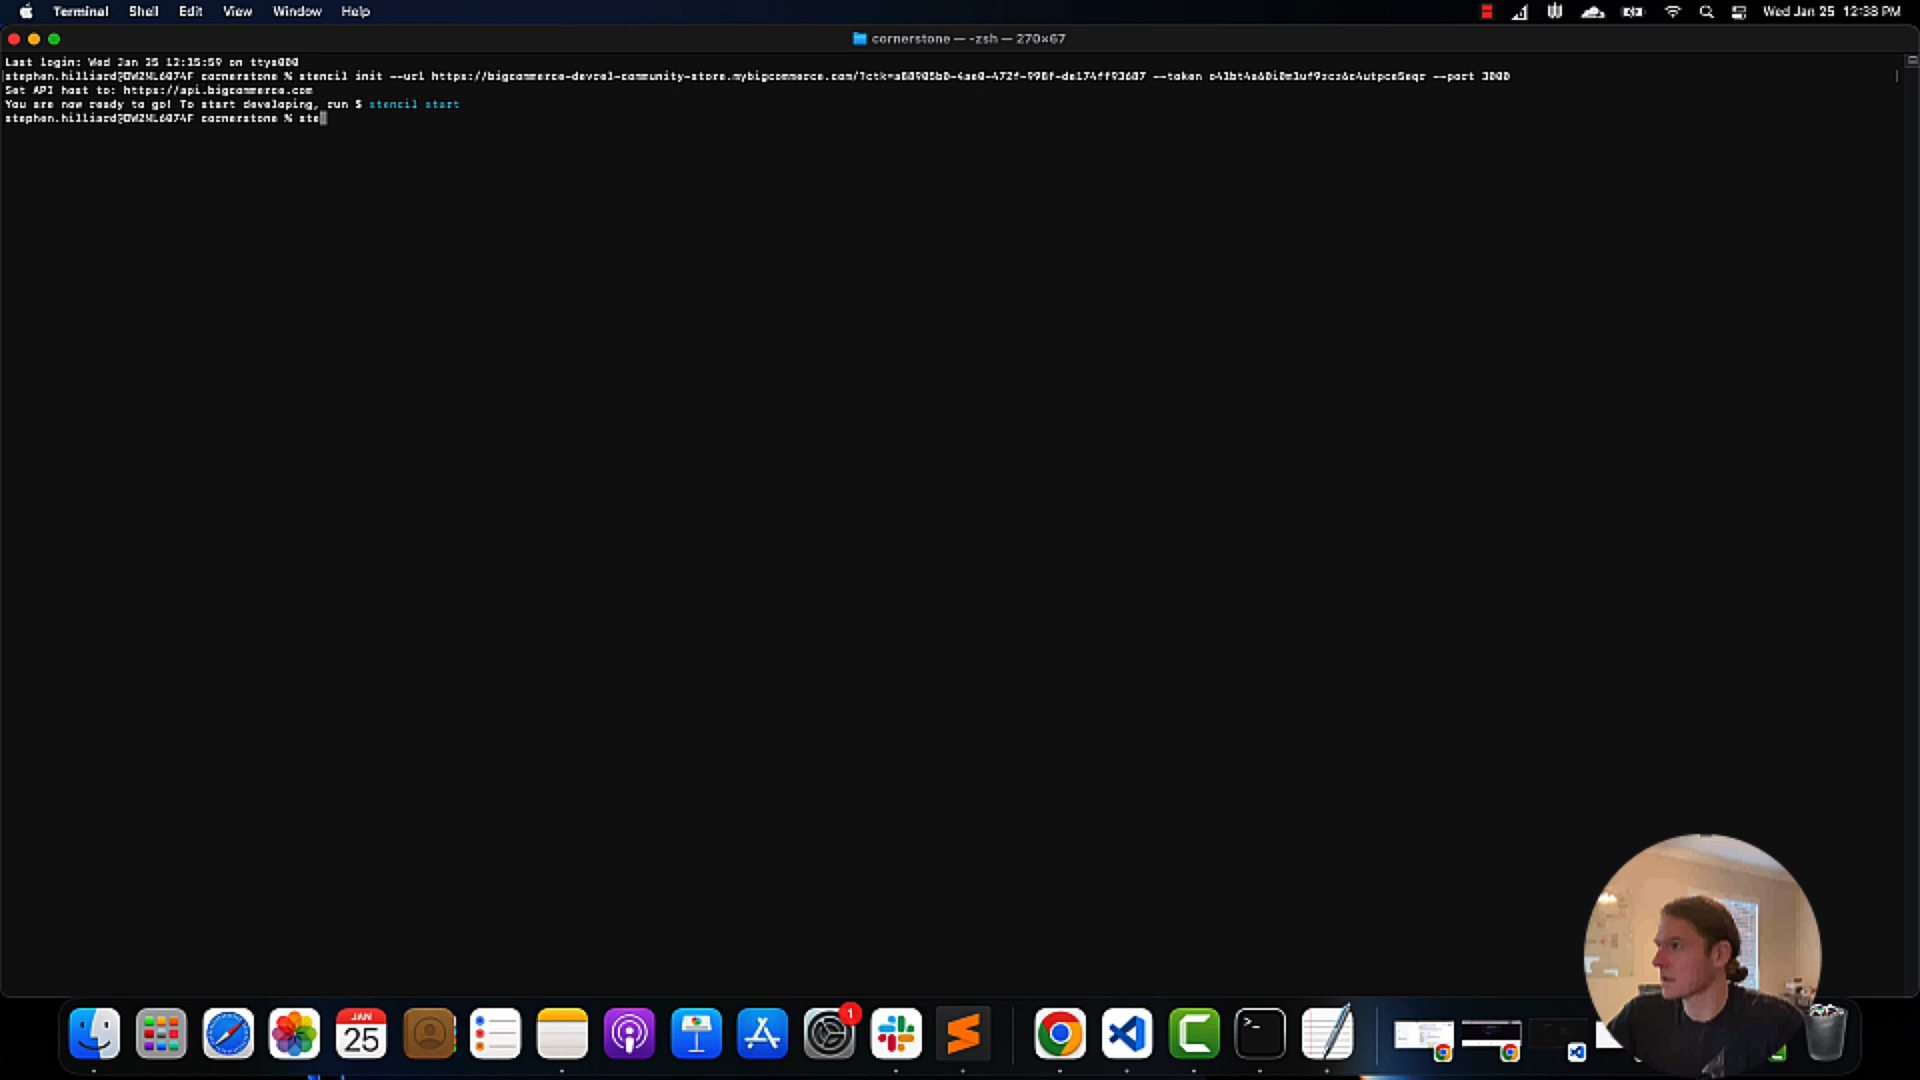 Terminal Shell Edit View Window Help Wed Jan 25 12:38 PM
cornerstone — -zsh — 270×67
Last login: Wed Jan 25 12:15:59 on ttys000
cornerstone % stencil init --url --port 3000
Set API host to: https://api.bigcommerce.com
You are now ready to go! To start developing, run $ stencil start
cornerstone % ste
1
JAN
25